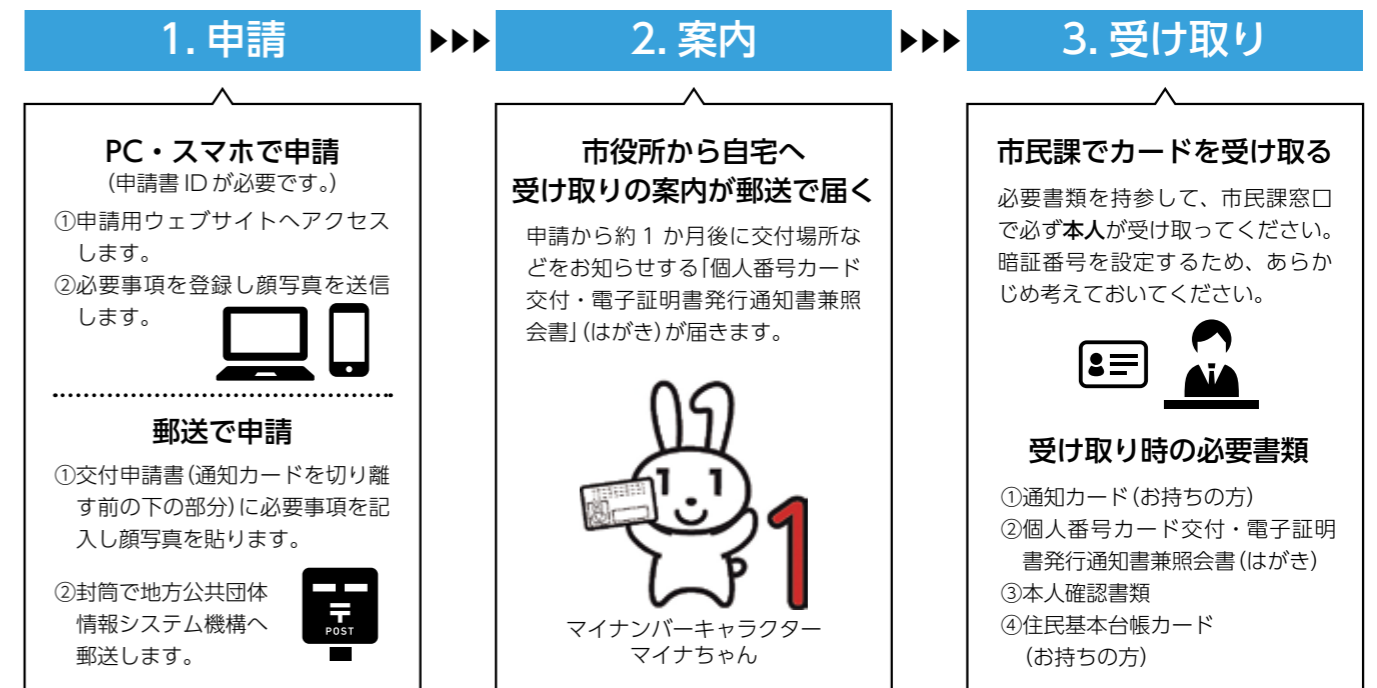 1. 申請
PC・スマホで申請
(申請書IDが必要です。)
①申請用ウェブサイトへアクセス
します。
②必要事項を登録し顔写真を送信
します。
郵送で申請
①交付申請書(通知カードを切り離
す前の下の部分)に必要事項を記
入し顔写真を貼ります。
②封筒で地方公共団体
情報システム機構へ
郵送します。
〒
POST
2. 案内
市役所から自宅へ
受け取りの案内が郵送で届く
申請から約1か月後に交付場所な
どをお知らせする「個人番号カード
交付・電子証明書発行通知書兼照
会書」(はがき)が届きます。
1 1
1
マイナンバーキャラクター
マイナちゃん
3. 受け取り
市民課でカードを受け取る
必要書類を持参して、市民課窓口
で必ず本人が受け取ってください。
暗証番号を設定するため、あらか
じめ考えておいてください。
受け取り時の必要書類
①通知カード(お持ちの方)
②個人番号カード交付・電子証明
書発行通知書兼照会書(はがき)
③本人確認書類
④住民基本台帳カード
(お持ちの方)